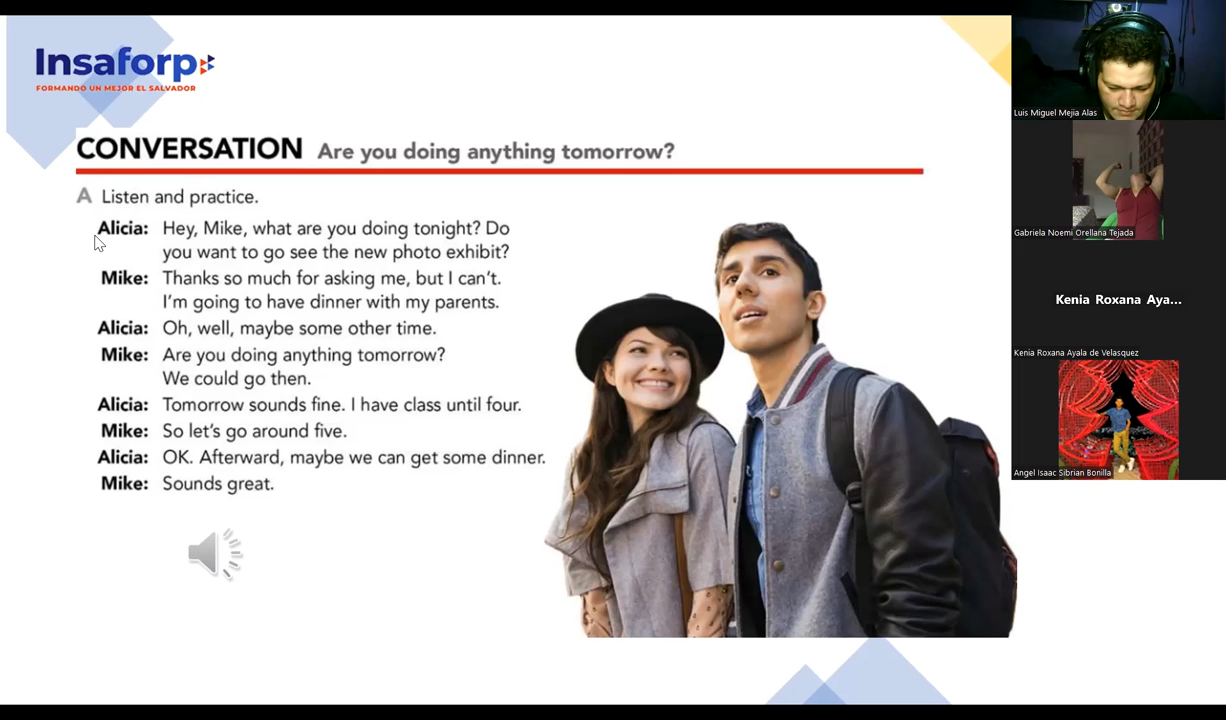 Insaforp
FORMANDO UN MEJOR EL SALVADOR
CONVERSATION Are you doing anything tomorrow?
A Listen and practice.
Alicia: Hey, Mike, what are you doing tonight? Do
you want to go see the new photo exhibit?
Mike: Thanks so much for asking me, but I can't.
I'm going to have dinner with my parents.
Alicia: Oh, well, maybe some other time.
Mike: Are you doing anything tomorrow?
We could go then.
Alicia: Tomorrow sounds fine. I have class until four.
Mike: So let's go around five.
Alicia: OK. Afterward, maybe we can get some dinner.
Mike: Sounds great.
Luis Miguel Mejia Alas
Gabriela Noemi Orellana Tejada
Kenia Roxana Aya...
Kenia Roxana Ayala de Velasquez
Angel Isaac Sibrian Bonilla